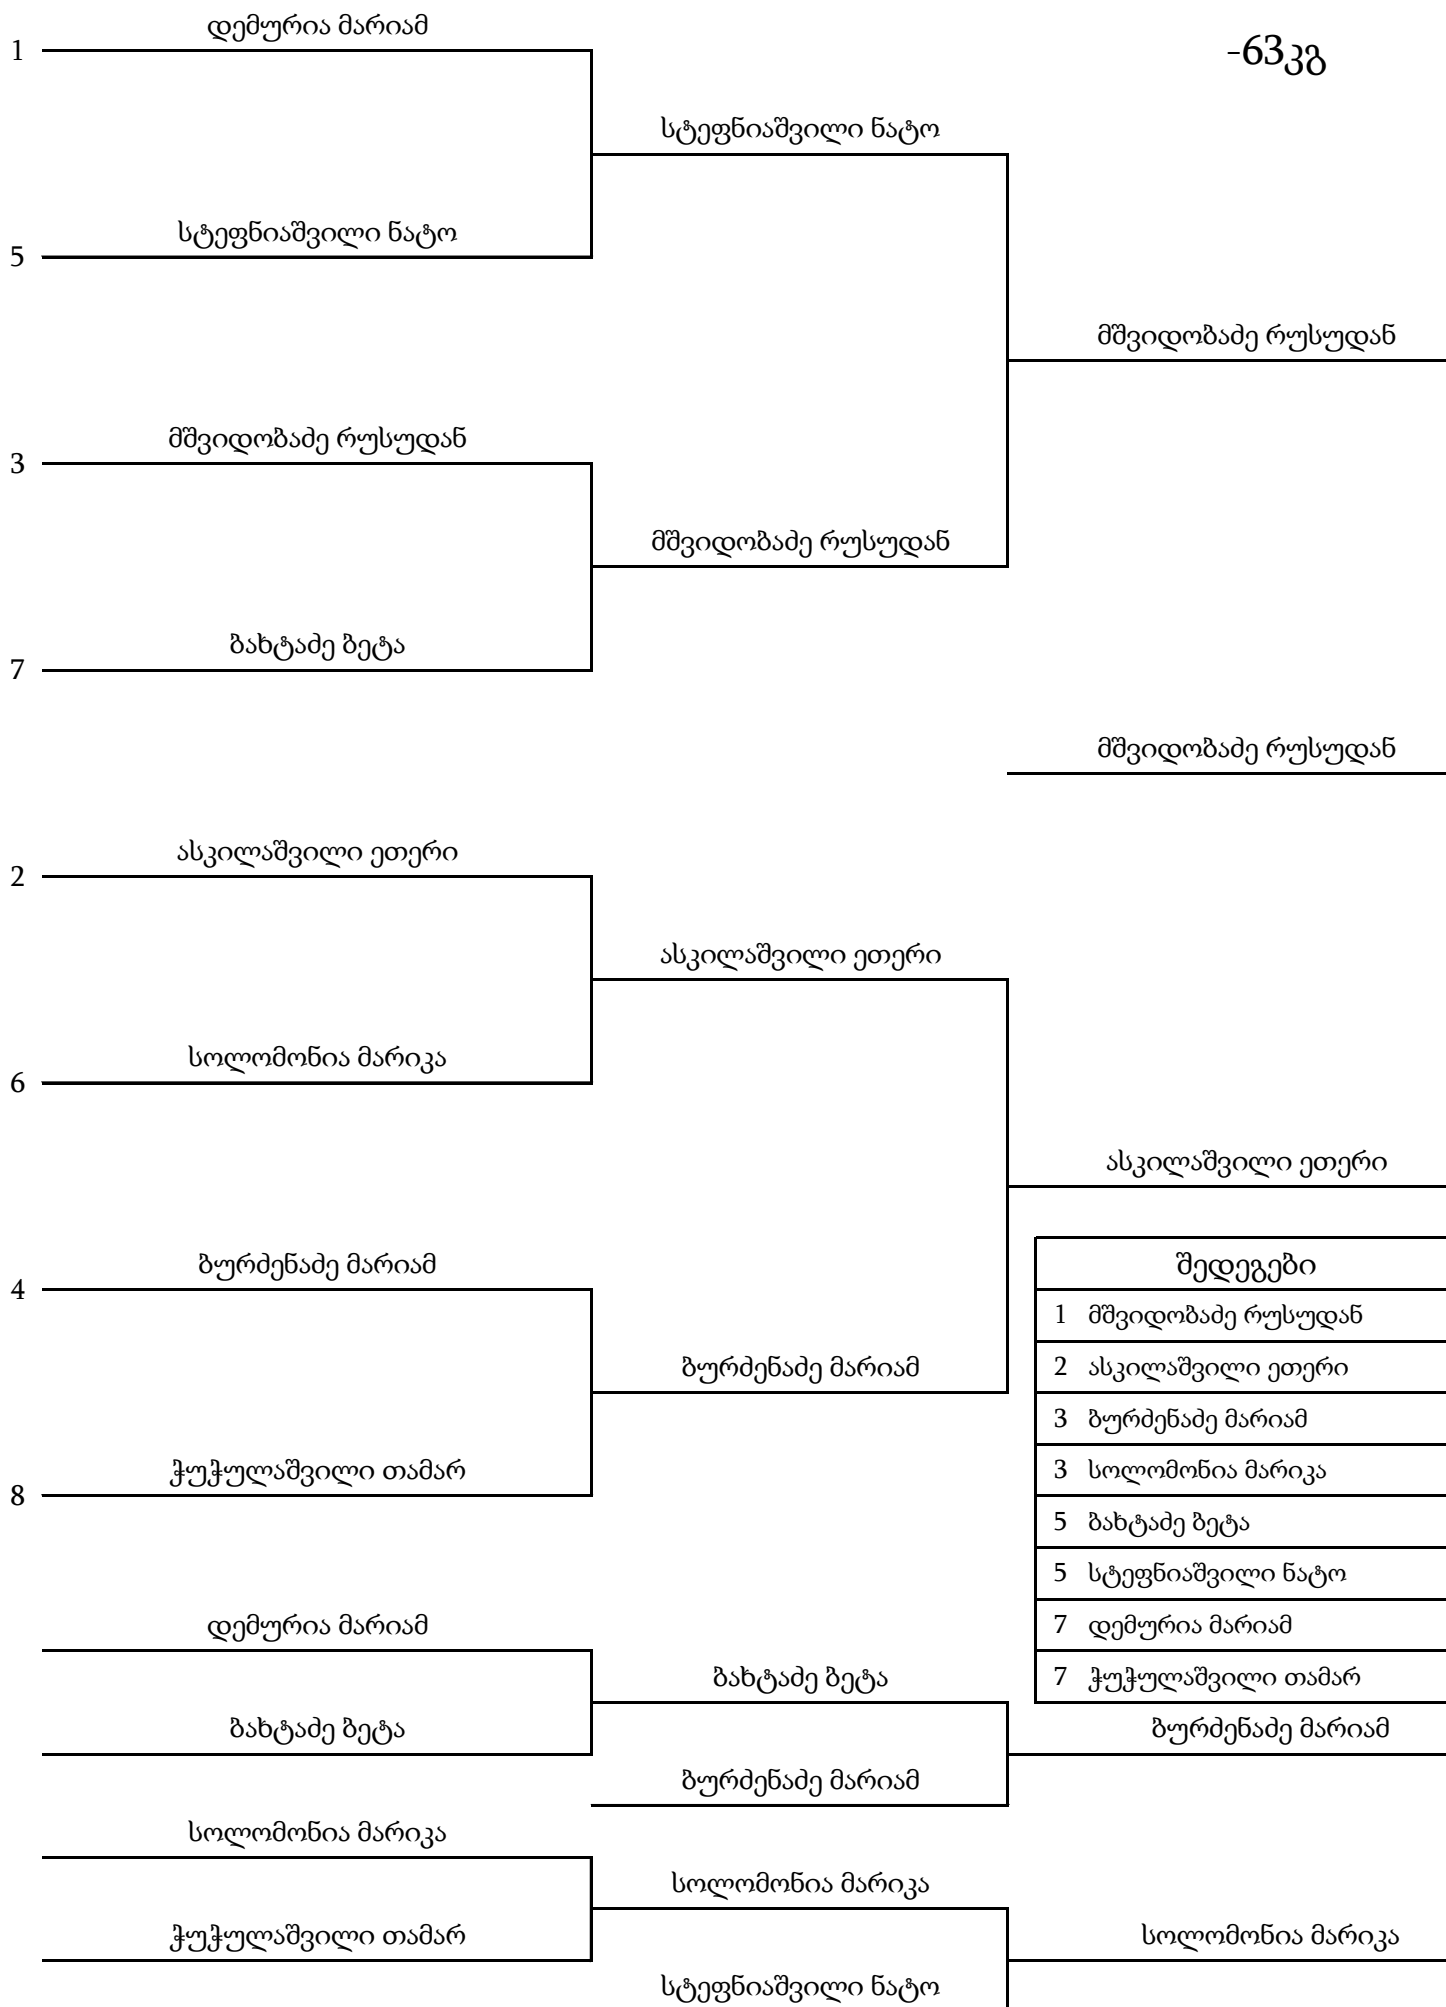 დემურია მარიამ
1
-63კგ
სტეფნიაშვილი ნატო
სტეფნიაშვილი ნატო
5
მშვიდობაძე რუსუდან
მშვიდობაძე რუსუდან
3
მშვიდობაძე რუსუდან
ბახტაძე ბეტა
7
მშვიდობაძე რუსუდან
ასკილაშვილი ეთერი
2
ასკილაშვილი ეთერი
სოლომონია მარიკა
6
ასკილაშვილი ეთერი
ბურძენაძე მარიამ
4
ბურძენაძე მარიამ
ჭუჭულაშვილი თამარ
8
შედეგები
1 მშვიდობაძე რუსუდან
2 ასკილაშვილი ეთერი
3 ბურძენაძე მარიამ
3 სოლომონია მარიკა
5 ბახტაძე ბეტა
5 სტეფნიაშვილი ნატო
7 დემურია მარიამ
7 ჭუჭულაშვილი თამარ
დემურია მარიამ
ბახტაძე ბეტა
ბახტაძე ბეტა
ბურძენაძე მარიამ
ბურძენაძე მარიამ
სოლომონია მარიკა
სოლომონია მარიკა
ჭუჭულაშვილი თამარ
სოლომონია მარიკა
სტეფნიაშვილი ნატო